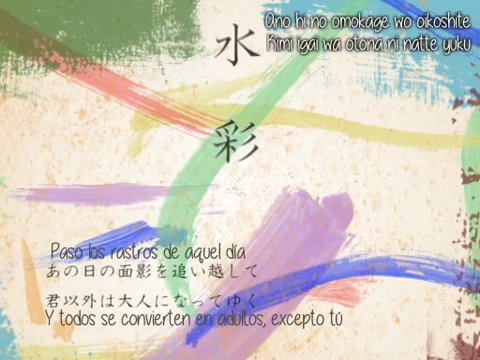 Ano hi no omokage wo oikoshite
Kimi igai wa otona ni natte yuku
水彩
Paso los rastros de aquel día
あの日の面影を追い越して
君以外は大人になってゆく
Y todos se convierten en adultos, excepto tú